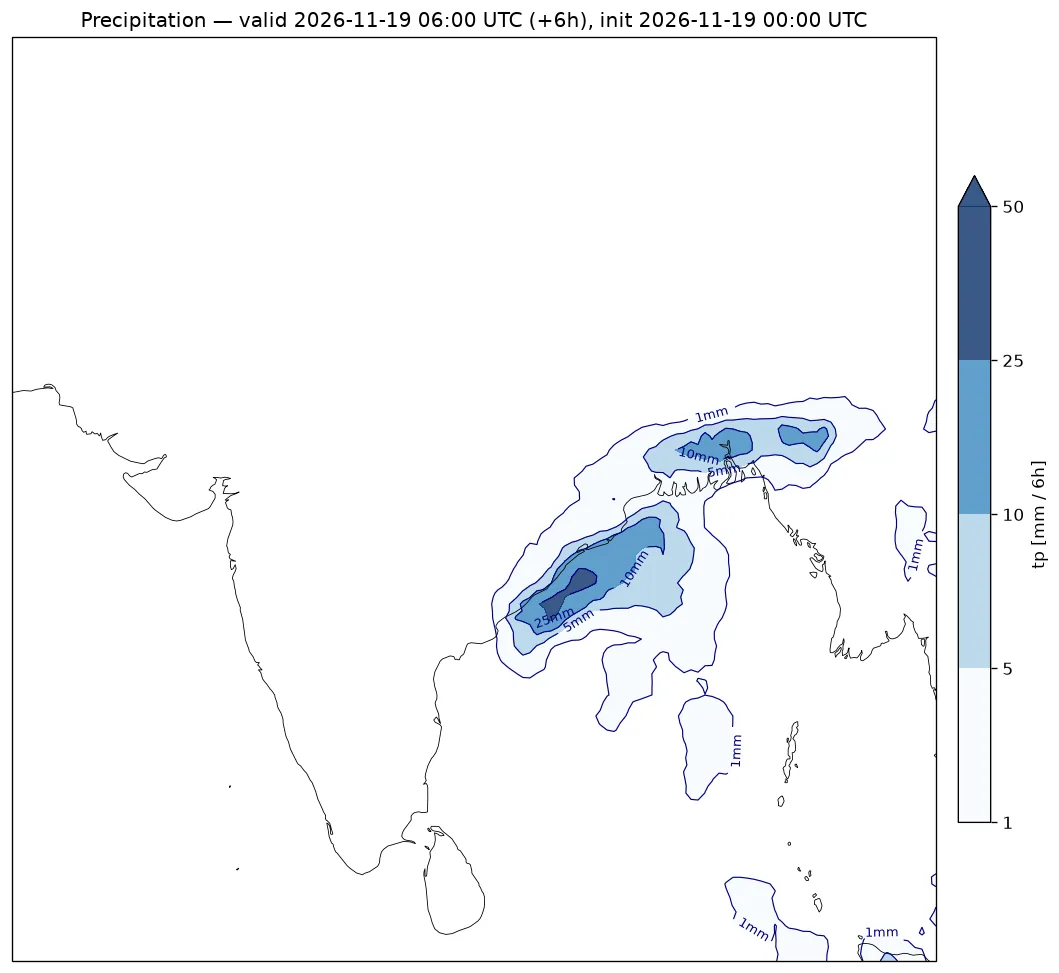 Precipitation — valid 2026-11-19 06:00 UTC (+6h), init 2026-11-19 00:00 UTC
50
25
10
5
1
tp [mm / 6h]
1mm
10mm
5mm
1mm
10mm
25mm
5mm
1mm
1mm
1mm